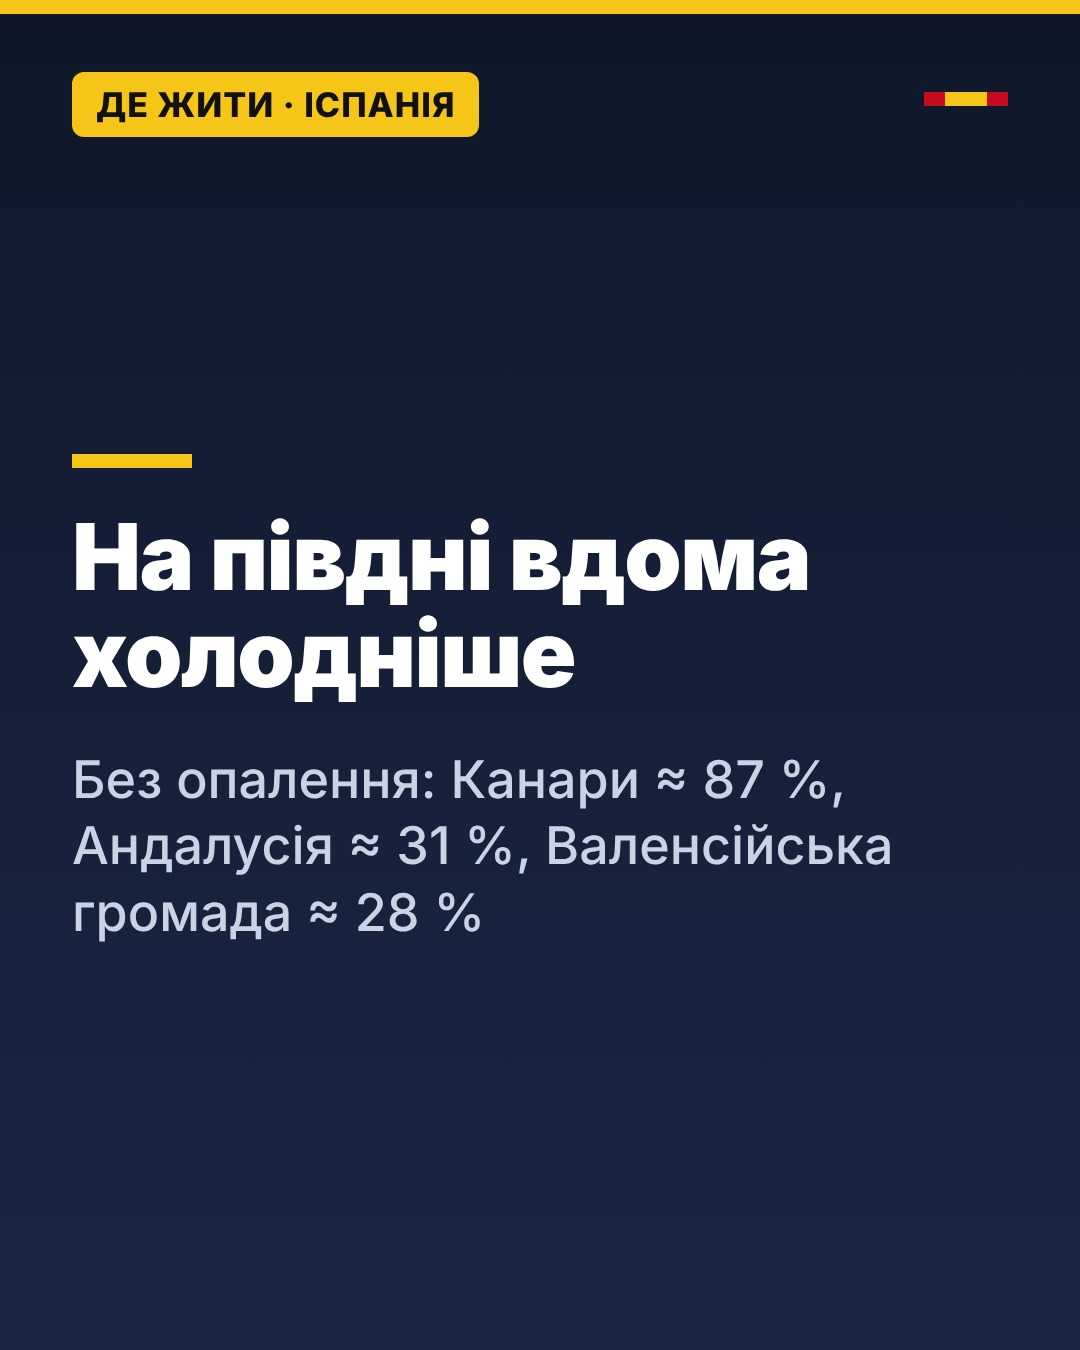 ДЕ ЖИТИ · ІСПАНІЯ
На півдні вдома
холодніше
Без опалення: Канари ≈ 87 %,
Андалусія ≈ 31 %, Валенсійська
громада ≈ 28 %